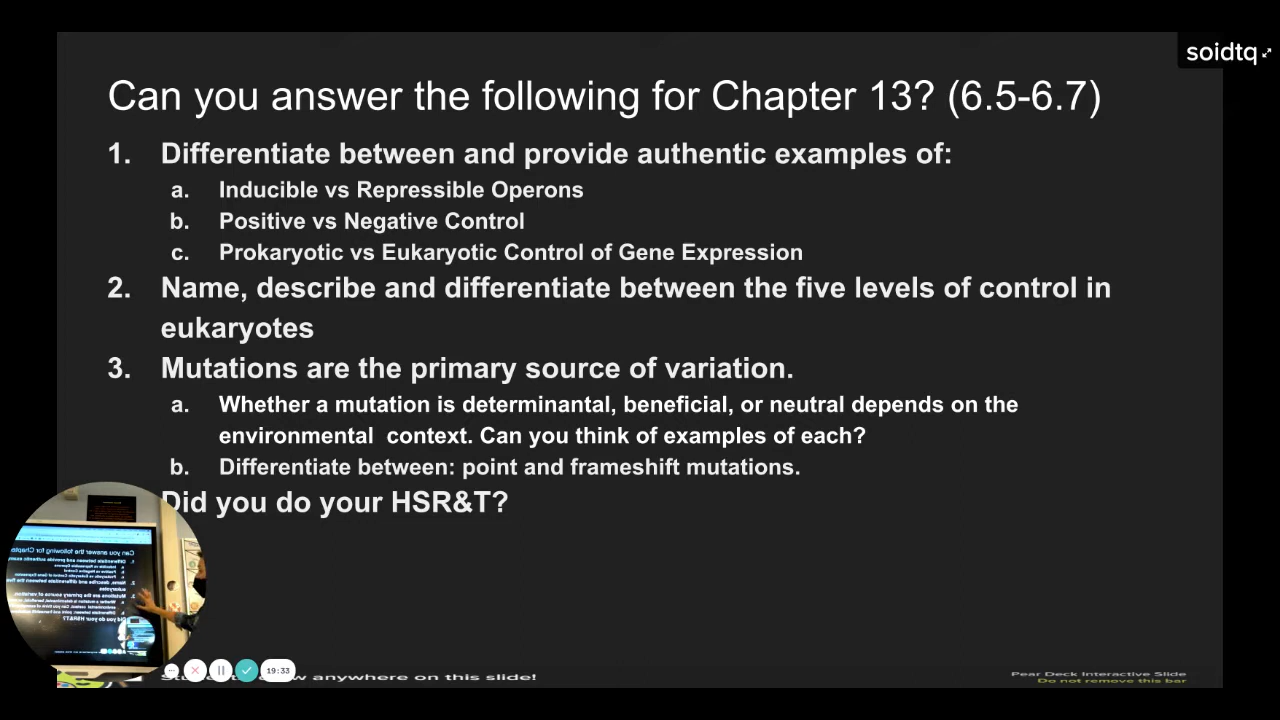 soidtq
Can you answer the following for Chapter 13? (6.5-6.7)
1. Differentiate between and provide authentic examples of:
a. Inducible vs Repressible Operons
b. Positive vs Negative Control
c. Prokaryotic vs Eukaryotic Control of Gene Expression
2. Name, describe and differentiate between the five levels of control in
eukaryotes
3. Mutations are the primary source of variation.
a. Whether a mutation is determinantal, beneficial, or neutral depends on the
environmental context. Can you think of examples of each?
b. Differentiate between: point and frameshift mutations.
Did you do your HSR&T?
19:33
anywhere on this slide!
Pear Deck Interactive Slide
Do not remove this bar